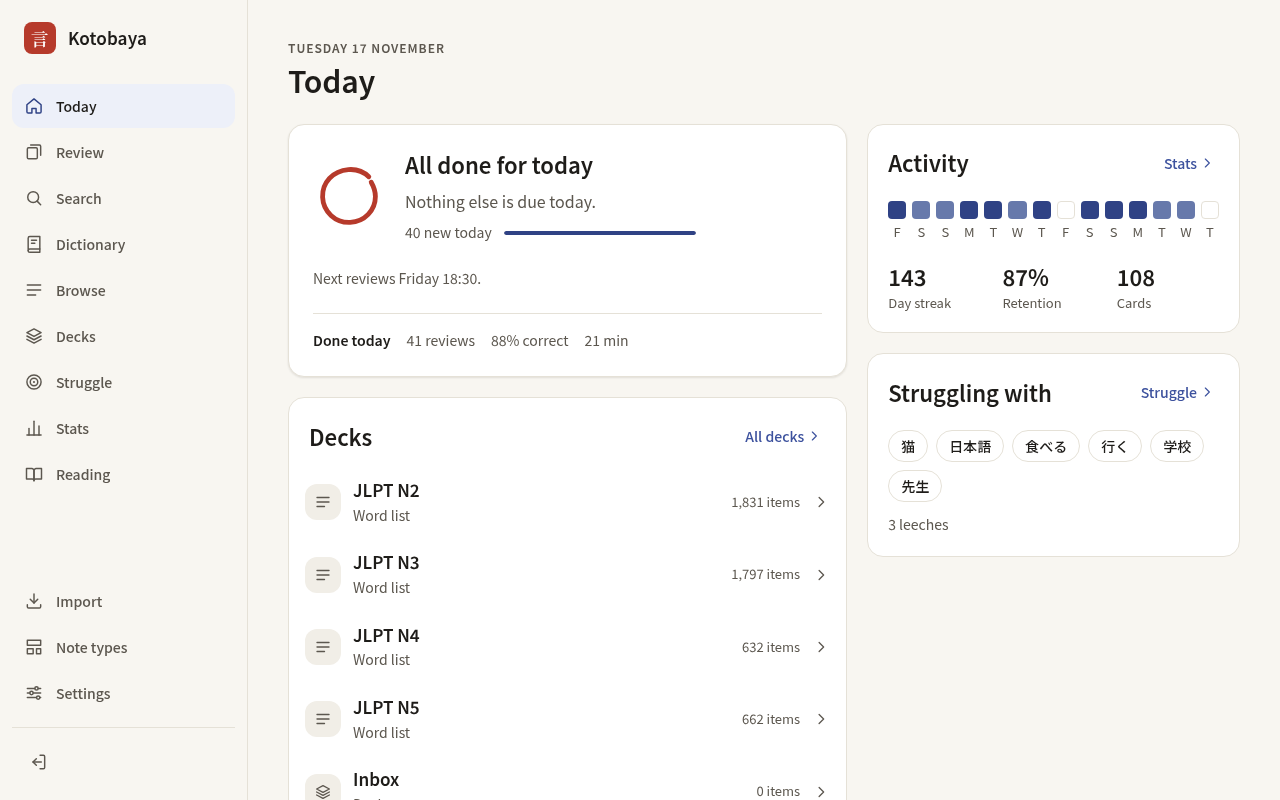 言 Kotobaya
Today
Review
Search
Dictionary
Browse
Decks
Struggle
Stats
Reading
Import
Note types
Settings
TUESDAY 17 NOVEMBER
Today
All done for today
Nothing else is due today.
40 new today
Next reviews Friday 18:30.
Done today 41 reviews 88% correct 21 min
Decks All decks
JLPT N2
Word list
1,831 items
JLPT N3
Word list
1,797 items
JLPT N4
Word list
632 items
JLPT N5
Word list
662 items
Inbox
0 items
Activity Stats
F S S M T W T F S S M T W T
143 87% 108
Day streak Retention Cards
Struggling with Struggle
猫 日本語 食べる 行く 学校
先生
3 leeches